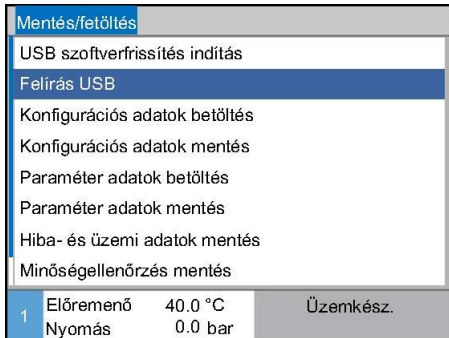 Mentés/fetöltés
USB szoftverfrissítés indítás
Felírás USB
Konfigurációs adatok betöltés
Konfigurációs adatok mentés
Paraméter adatok betöltés
Paraméter adatok mentés
Hiba- és üzemi adatok mentés
Minőségellenőrzés mentés
1 Előremenő 40.0 °C Üzemkész.
Nyomás 0.0 bar